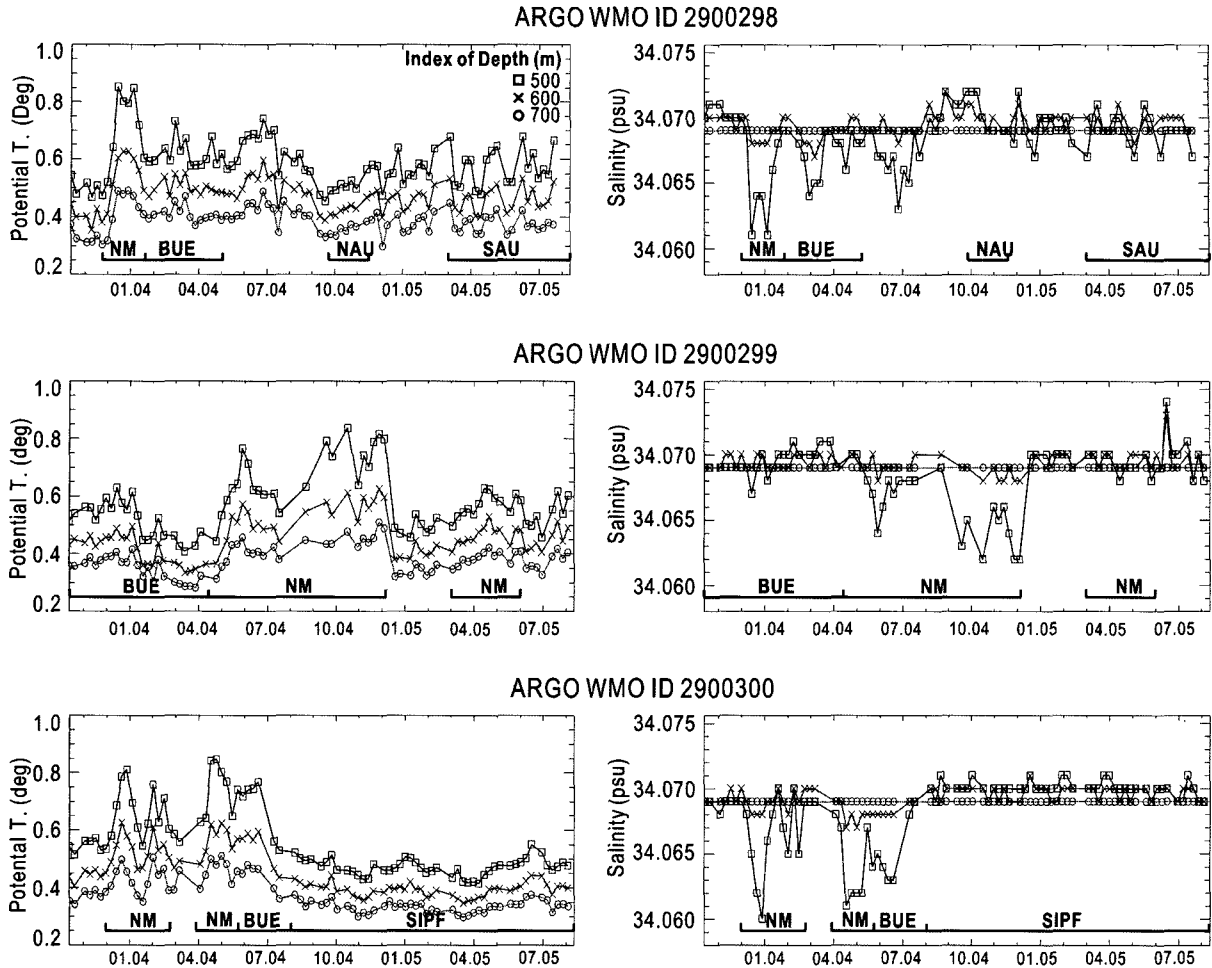 ARGO WMO ID 2900298
Potential T. (Deg)
1.0
0.8
0.6
0.4
0.2
Index of Depth (m)
500
600
700
NM BUE NAU SAU
01.04 04.04 07.04 10.04 01.05 04.05 07.05
Salinity (psu)
34.075
34.070
34.065
34.060
NM BUE NAU SAU
01.04 04.04 07.04 10.04 01.05 04.05 07.05
ARGO WMO ID 2900299
Potential T. (deg)
1.0
0.8
0.6
0.4
0.2
BUE NM NM
01.04 04.04 07.04 10.04 01.05 04.05 07.05
Salinity (psu)
34.075
34.070
34.065
34.060
BUE NM NM
01.04 04.04 07.04 10.04 01.05 04.05 07.05
ARGO WMO ID 2900300
Potential T. (deg)
1.0
0.8
0.6
0.4
0.2
NM NM BUE SIPF
01.04 04.04 07.04 10.04 01.05 04.05 07.05
Salinity (psu)
34.075
34.070
34.065
34.060
NM NM BUE SIPF
01.04 04.04 07.04 10.04 01.05 04.05 07.05